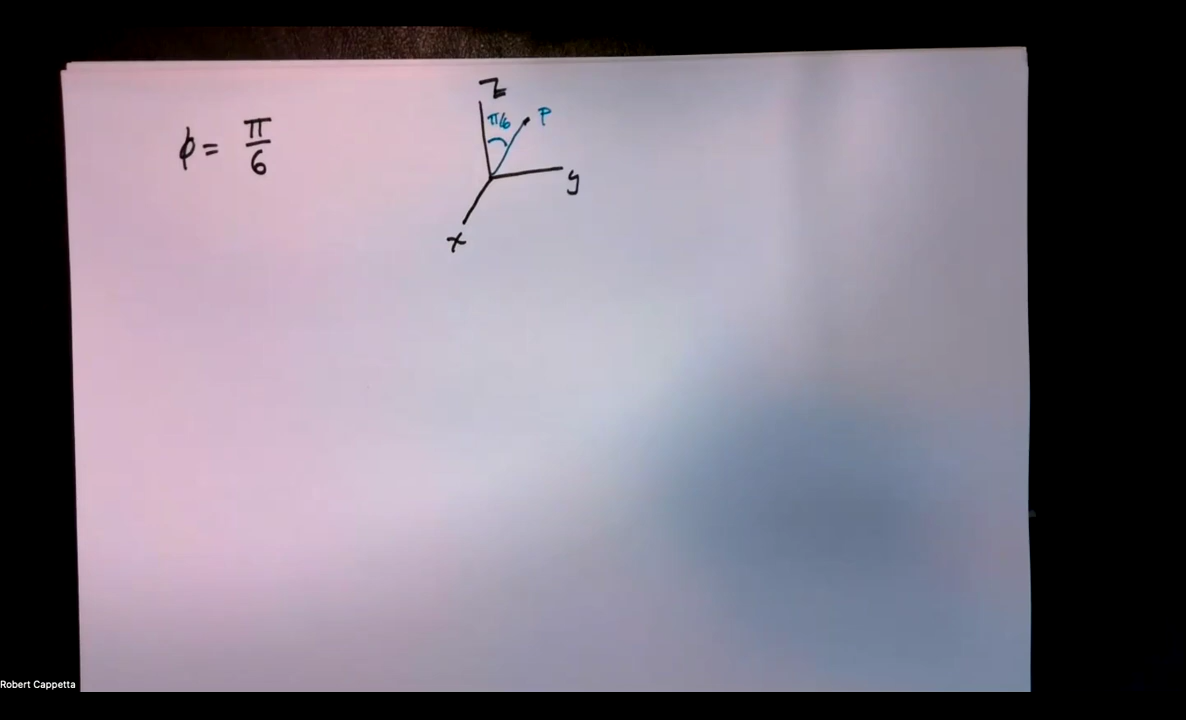 z
π/6 P
ϕ = π/6
y
x
Robert Cappetta